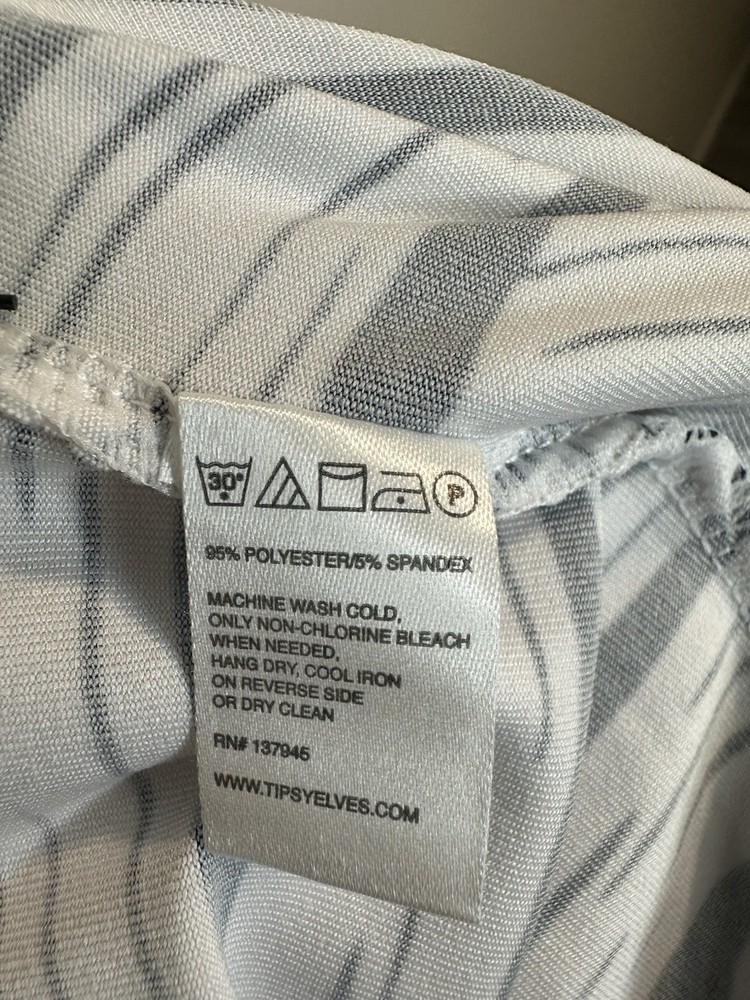 30° P
95% POLYESTER/5% SPANDEX
MACHINE WASH COLD,
ONLY NON-CHLORINE BLEACH
WHEN NEEDED,
HANG DRY, COOL IRON
ON REVERSE SIDE
OR DRY CLEAN
RN# 137945
WWW.TIPSYELVES.COM